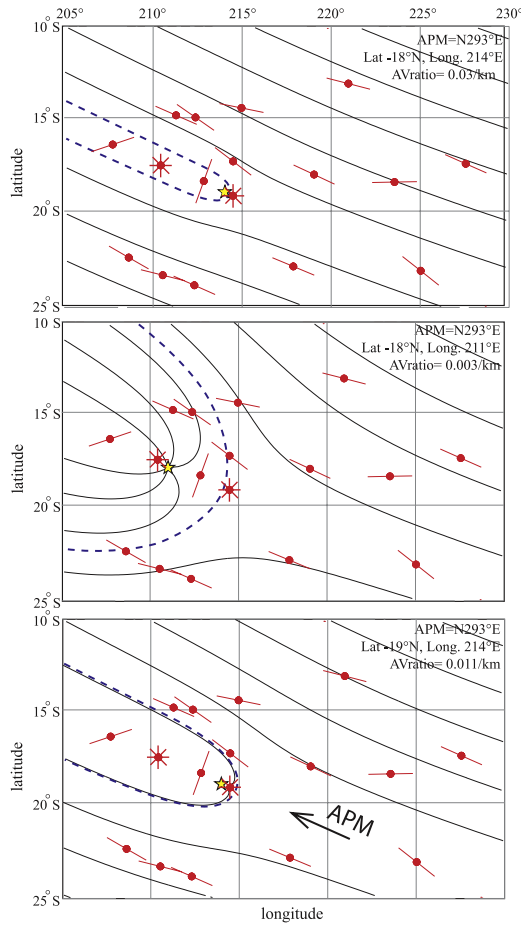 205° 210° 215° 220° 225° 230°
10° S
APM=N293°E
Lat -18°N, Long. 214°E
AVratio= 0.03/km
15° S
latitude
20° S
25° S
10° S
APM=N293°E
Lat -18°N, Long. 211°E
AVratio= 0.003/km
15° S
latitude
20° S
25° S
10° S
APM=N293°E
Lat -19°N, Long. 214°E
AVratio= 0.011/km
15° S
latitude
20° S
APM
25° S
longitude